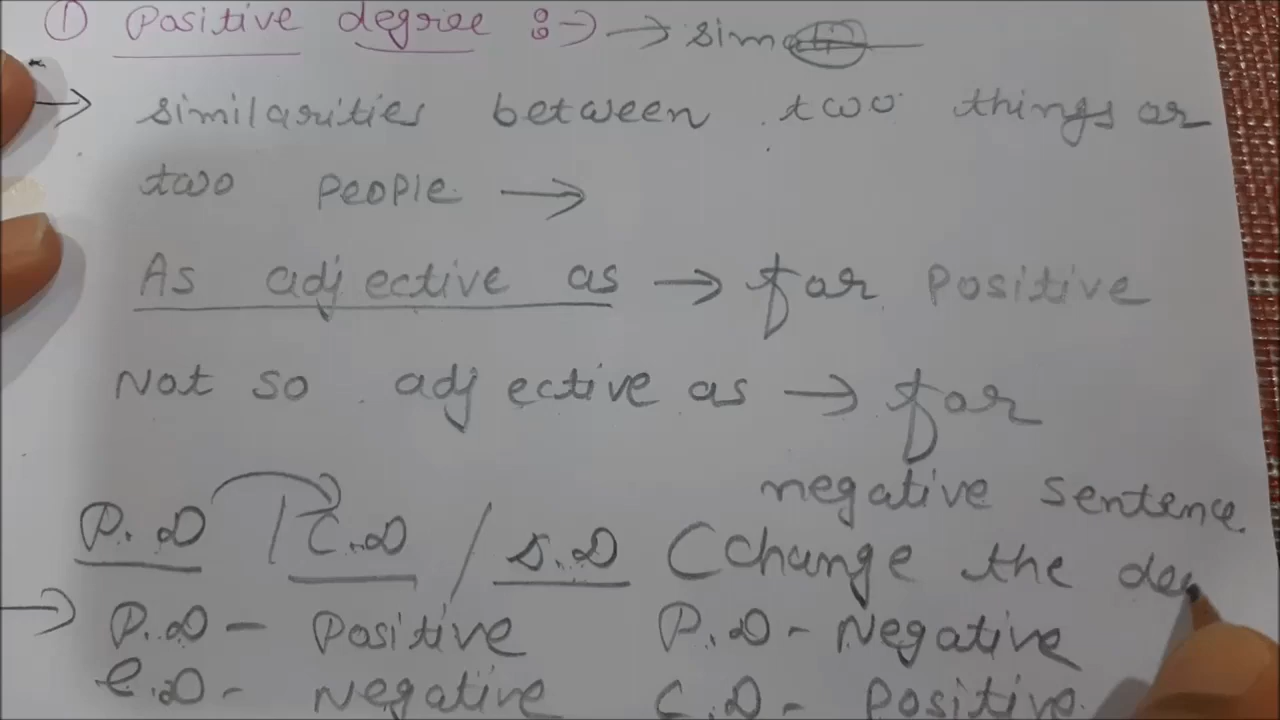 ① Positive degree :-) →
→ similarities between two things or
two people →
As adjective as → for positive
Not so adjective as → for
negative sentence.
P.D / C.D / S.D (change the de
→ P.D - Positive P.D - Negative
C.D - Negative C.D - Positive.